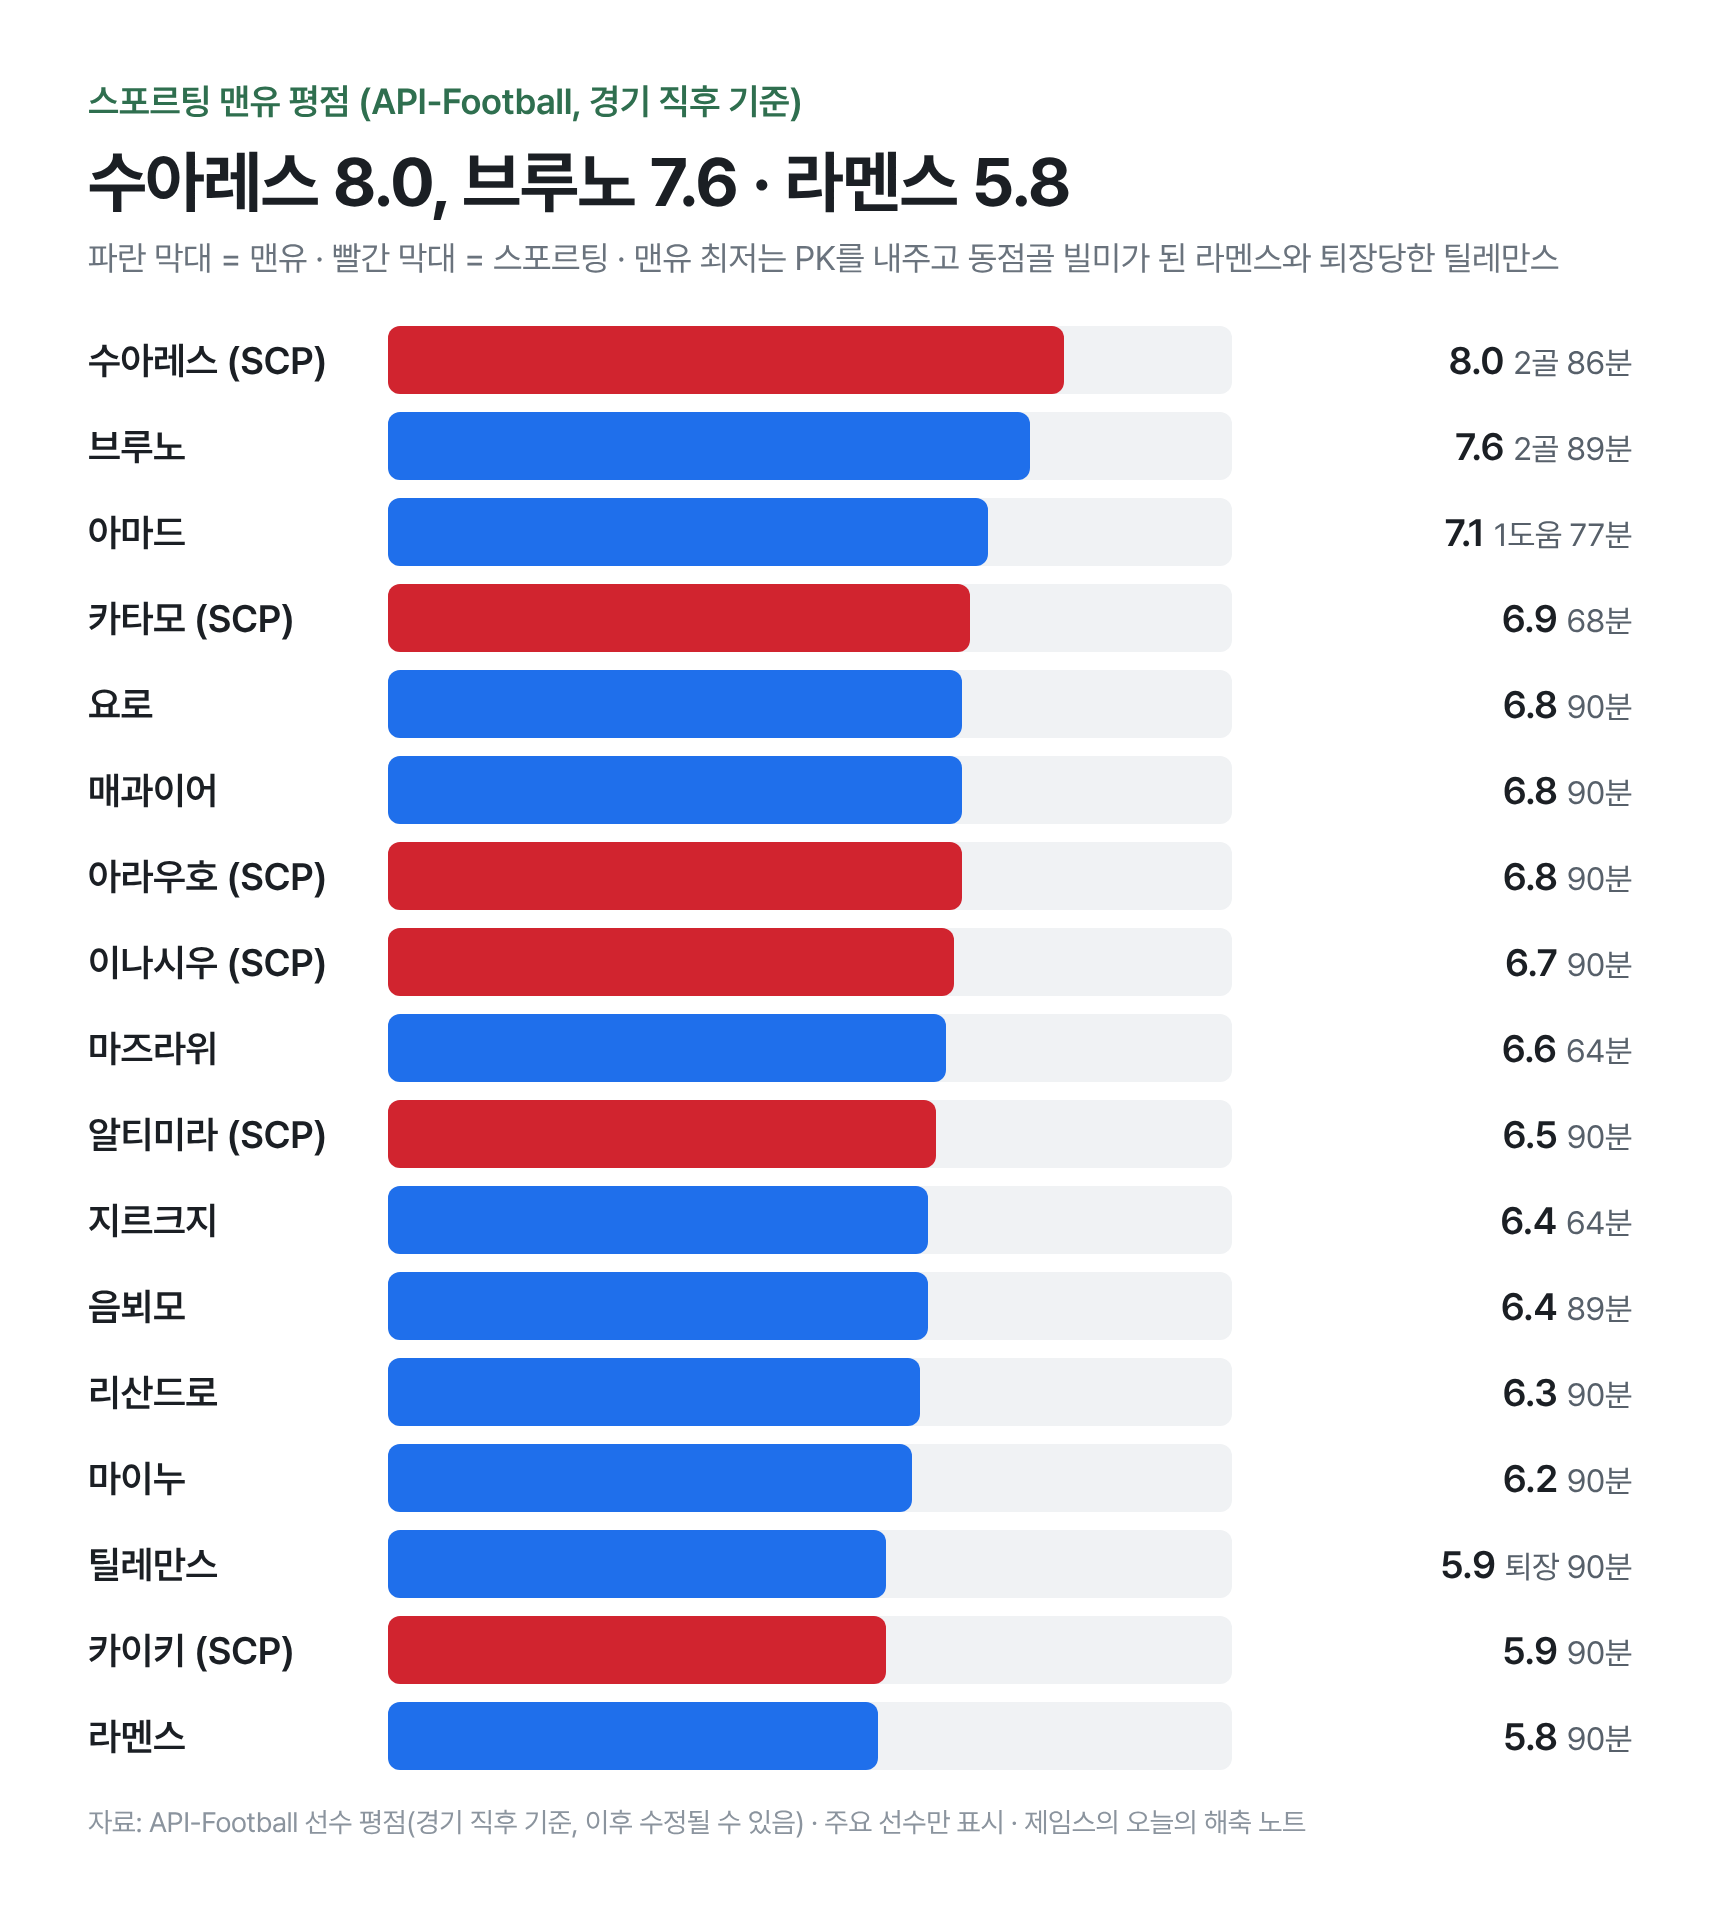 스포르팅 맨유 평점 (API-Football, 경기 직후 기준)
수아레스 8.0, 브루노 7.6 · 라멘스 5.8
파란 막대 = 맨유 · 빨간 막대 = 스포르팅 · 맨유 최저는 PK를 내주고 동점골 빌미가 된 라멘스와 퇴장당한 틸레만스
수아레스 (SCP) 8.0 2골 86분
브루노 7.6 2골 89분
아마드 7.1 1도움 77분
카타모 (SCP) 6.9 68분
요로 6.8 90분
매과이어 6.8 90분
아라우호 (SCP) 6.8 90분
이나시우 (SCP) 6.7 90분
마즈라위 6.6 64분
알티미라 (SCP) 6.5 90분
지르크지 6.4 64분
음뵈모 6.4 89분
리산드로 6.3 90분
마이누 6.2 90분
틸레만스 5.9 퇴장 90분
카이키 (SCP) 5.9 90분
라멘스 5.8 90분
자료: API-Football 선수 평점(경기 직후 기준, 이후 수정될 수 있음) · 주요 선수만 표시 · 제임스의 오늘의 해축 노트